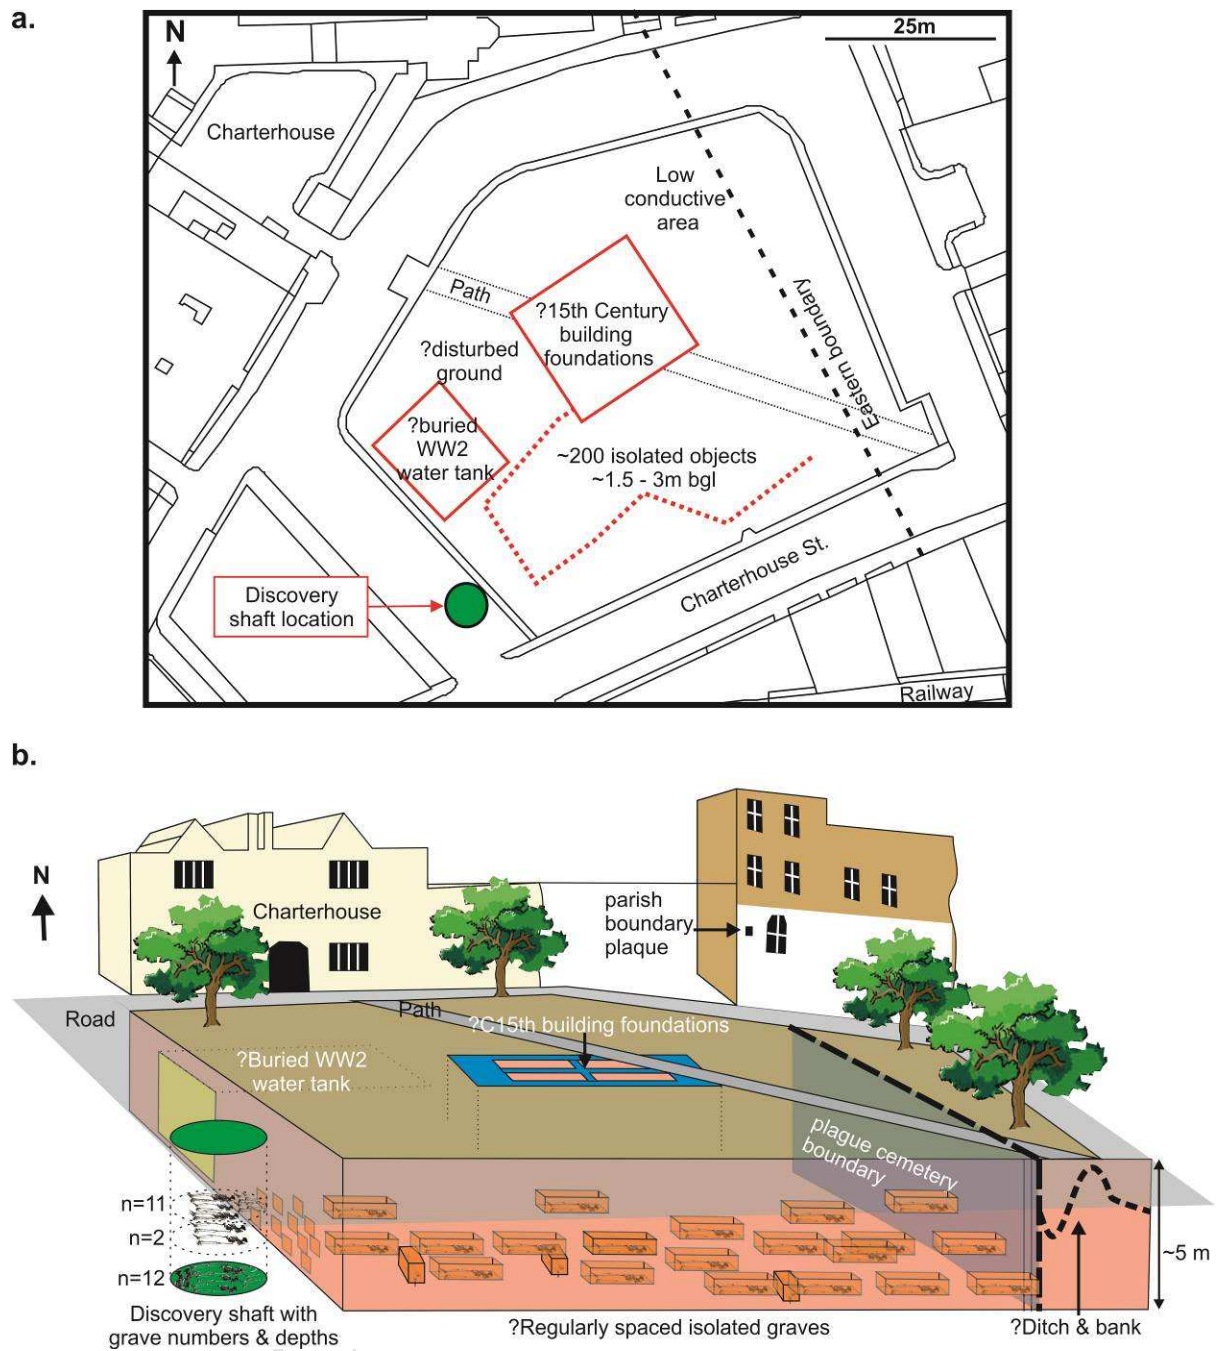 a.
N
25m
Charterhouse
Low
conductive
area
Path
?15th Century
building
foundations
Eastern boundary
?disturbed
ground
?buried
WW2
water tank
~200 isolated objects
~1.5 - 3m bgl
Discovery
shaft location
Charterhouse St.
Railway
b.
N
Charterhouse
parish
boundary
plaque
Road
Path
?C15th building foundations
?Buried WW2
water tank
plague cemetery
boundary
n=11
n=2
n=12
~5 m
Discovery shaft with
grave numbers & depths
?Regularly spaced isolated graves
?Ditch & bank